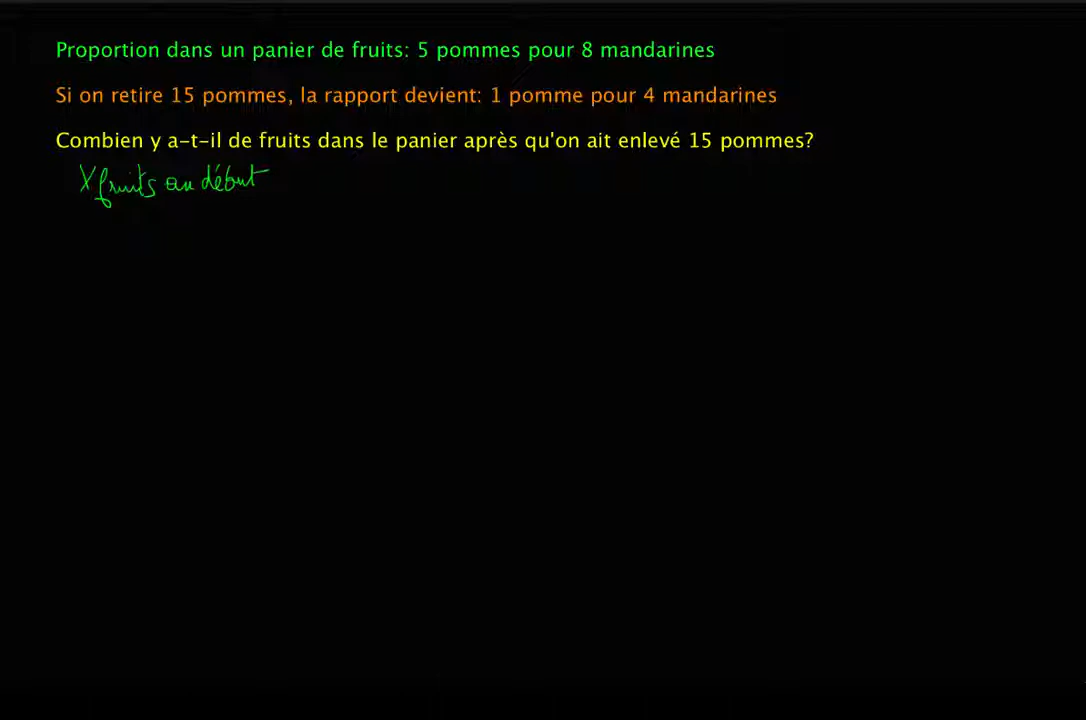 Proportion dans un panier de fruits: 5 pommes pour 8 mandarines
Si on retire 15 pommes, la rapport devient: 1 pomme pour 4 mandarines
Combien y a-t-il de fruits dans le panier après qu'on ait enlevé 15 pommes?
X fruits au début